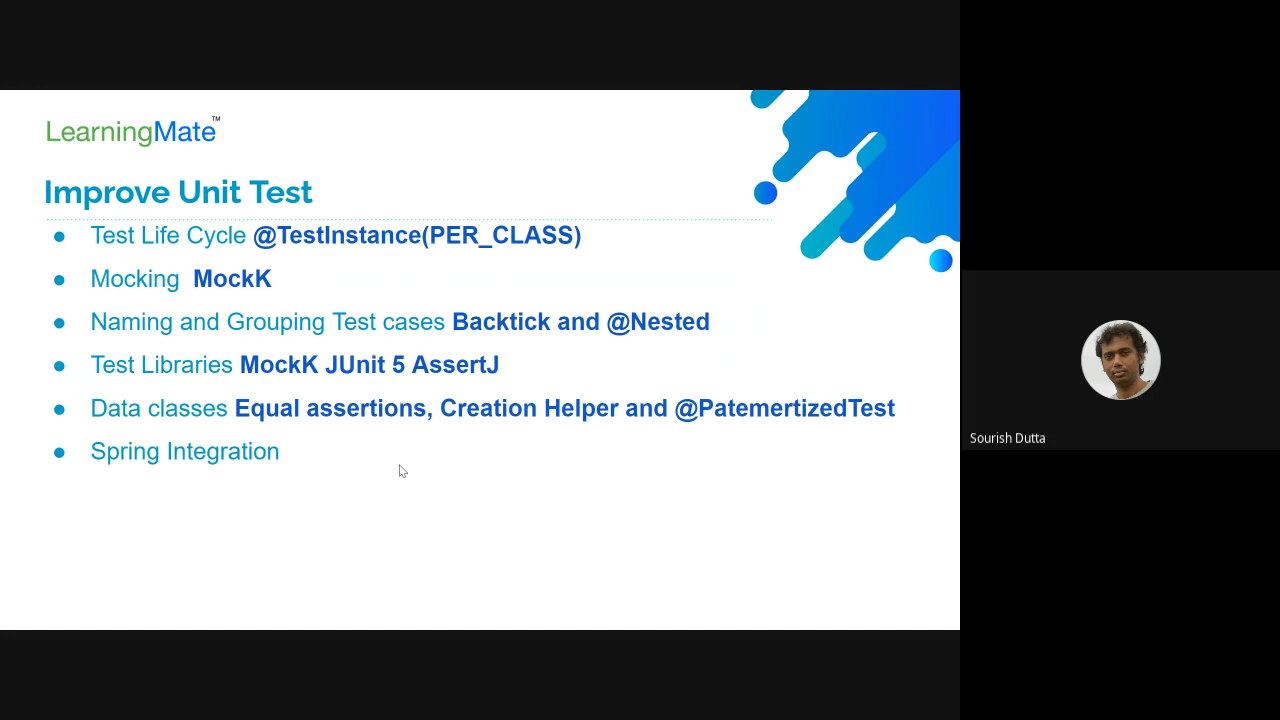 LearningMate™
Improve Unit Test
● Test Life Cycle @TestInstance(PER_CLASS)
● Mocking MockK
● Naming and Grouping Test cases Backtick and @Nested
● Test Libraries MockK JUnit 5 AssertJ
● Data classes Equal assertions, Creation Helper and @PatemertizedTest
● Spring Integration
Sourish Dutta